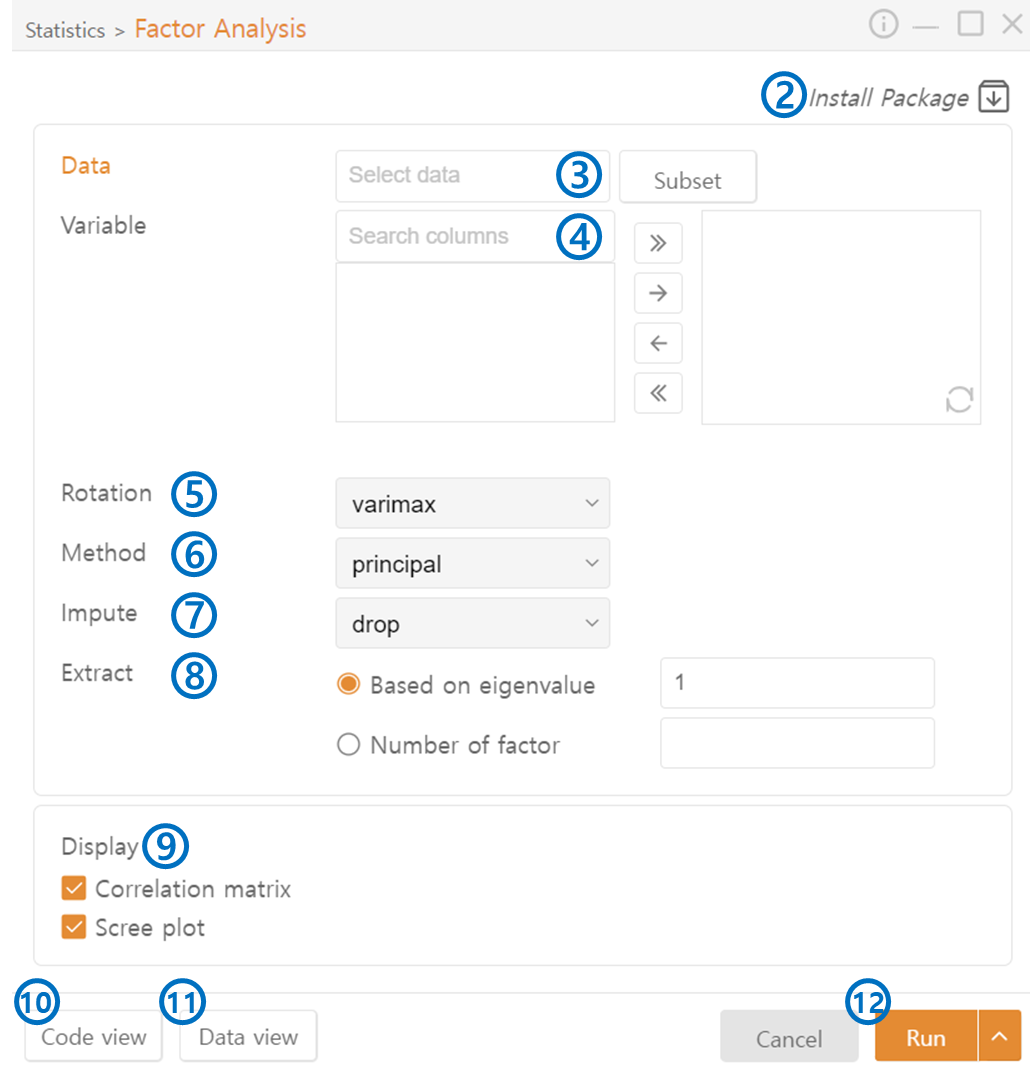 Statistics > Factor Analysis
② Install Package
Data
Select data ③ Subset
Variable
Search columns ④
Rotation ⑤ varimax
Method ⑥ principal
Impute ⑦ drop
Extract ⑧ Based on eigenvalue 1
Number of factor
Display ⑨
Correlation matrix
Scree plot
⑩ Code view ⑪ Data view Cancel ⑫ Run